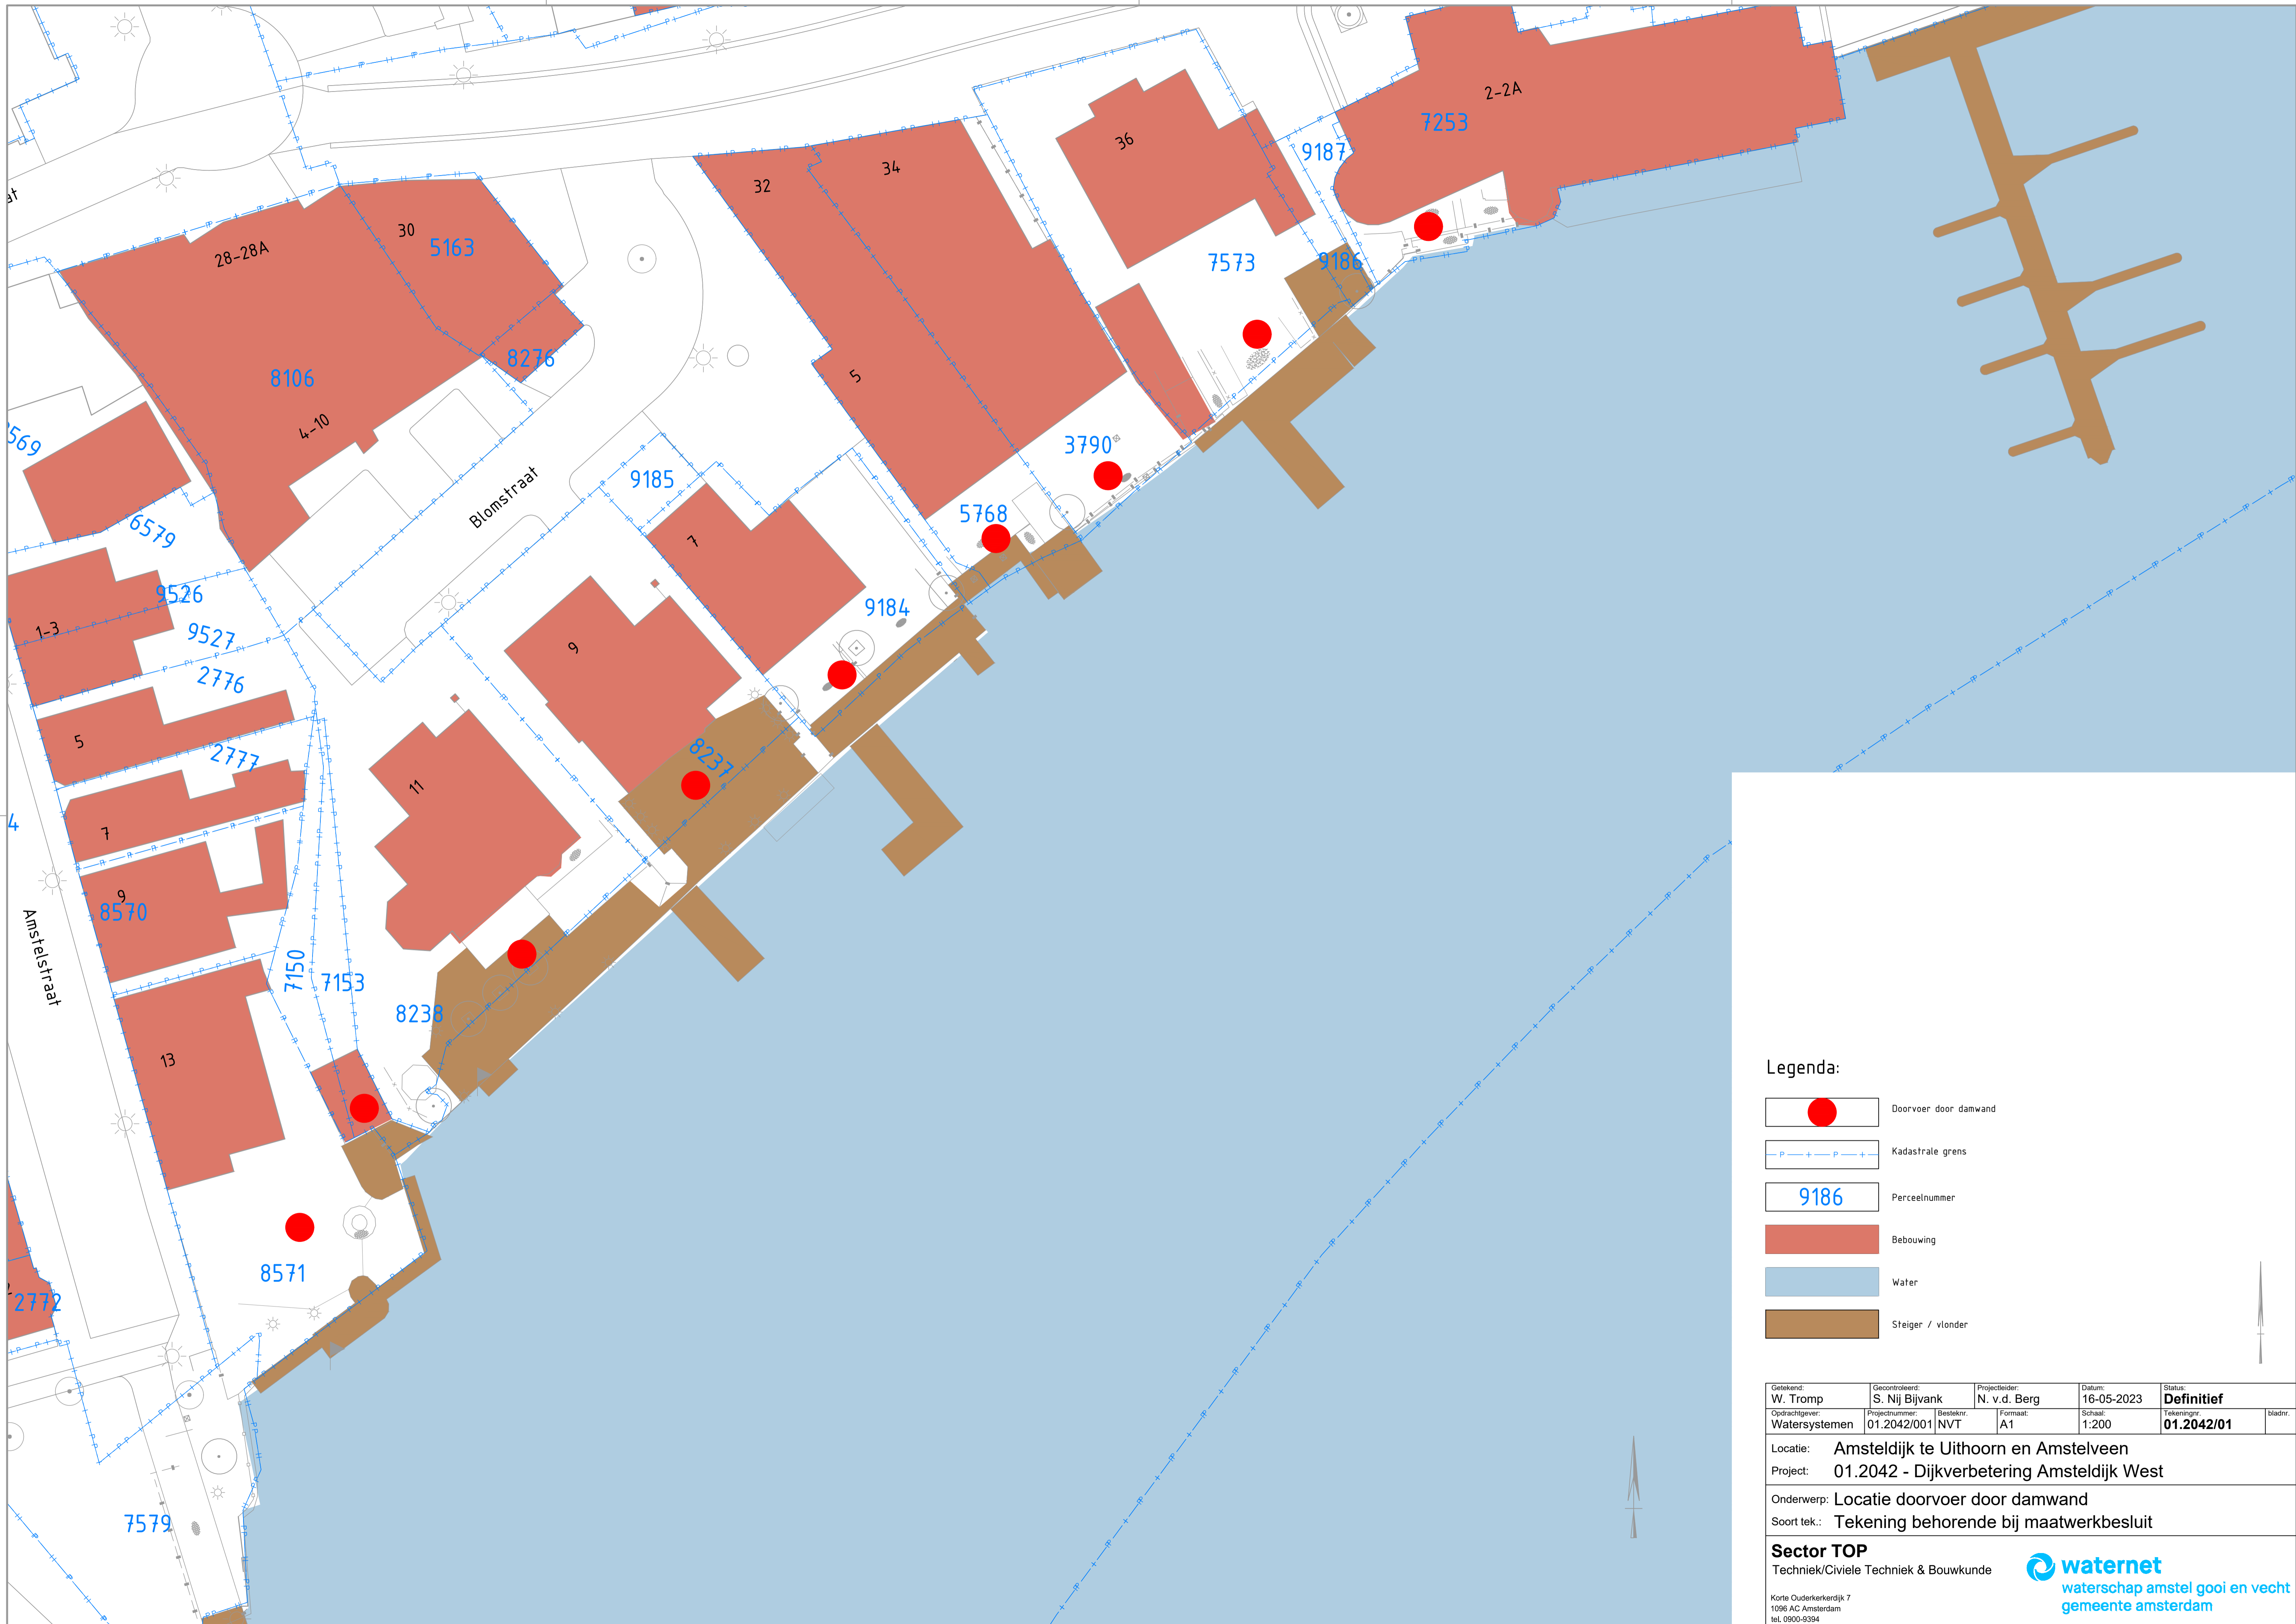 2-2A
7253
36
9187
34
32
at
30
5163
28-28A
7573
9186
8276
8106
5
4-10
569
3790
9185
Blomstraat
5768
6579
7
9526
9184
1-3
9527
9
2776
5
2777
8237
11
7
4
9
8570
Amstelstraat
7150
7153
8238
13
8571
2772
7579
Legenda:
Doorvoer door damwand
P + P +
Kadastrale grens
9186
Perceelnummer
Bebouwing
Water
Steiger / vlonder
Getekend: Gecontroleerd: Projectleider: Datum: Status:
W. Tromp S. Nij Bijvank N. v.d. Berg 16-05-2023 Definitief
Opdrachtgever: Projectnummer: Besteknr. Formaat: Schaal: Tekeningnr. bladnr.
Watersystemen 01.2042/001 NVT A1 1:200 01.2042/01
Locatie: Amsteldijk te Uithoorn en Amstelveen
Project: 01.2042 - Dijkverbetering Amsteldijk West
Onderwerp: Locatie doorvoer door damwand
Soort tek.: Tekening behorende bij maatwerkbesluit
Sector TOP
Techniek/Civiele Techniek & Bouwkunde
Korte Ouderkerkerdijk 7
1096 AC Amsterdam
tel. 0900-9394
waternet
waterschap amstel gooi en vecht
gemeente amsterdam